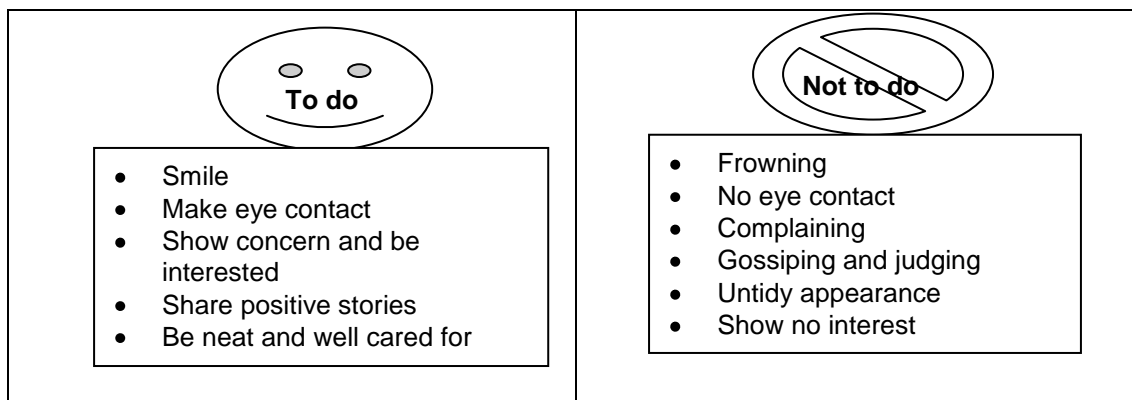 To do
• Smile
• Make eye contact
• Show concern and be
interested
• Share positive stories
• Be neat and well cared for
Not to do
• Frowning
• No eye contact
• Complaining
• Gossiping and judging
• Untidy appearance
• Show no interest